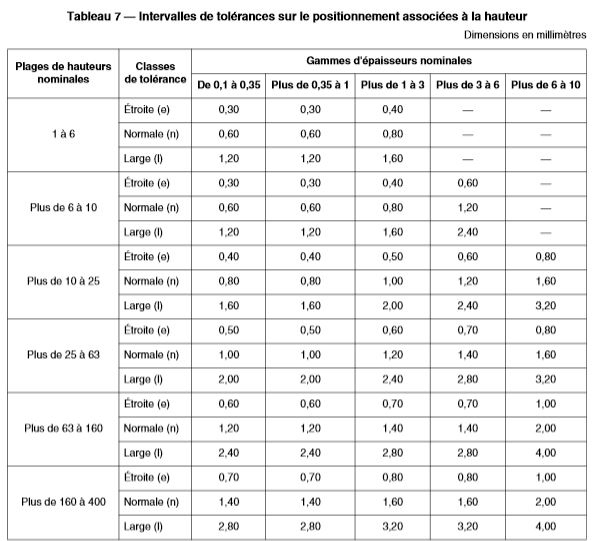 Tableau 7 — Intervalles de tolérances sur le positionnement associées à la hauteur
Dimensions en millimètres
Plages de hauteurs nominales | Classes de tolérance | Gammes d'épaisseurs nominales
De 0,1 à 0,35 | Plus de 0,35 à 1 | Plus de 1 à 3 | Plus de 3 à 6 | Plus de 6 à 10
1 à 6
Étroite (e) 0,30 0,30 0,40 — —
Normale (n) 0,60 0,60 0,80 — —
Large (l) 1,20 1,20 1,60 — —
Plus de 6 à 10
Étroite (e) 0,30 0,30 0,40 0,60 —
Normale (n) 0,60 0,60 0,80 1,20 —
Large (l) 1,20 1,20 1,60 2,40 —
Plus de 10 à 25
Étroite (e) 0,40 0,40 0,50 0,60 0,80
Normale (n) 0,80 0,80 1,00 1,20 1,60
Large (l) 1,60 1,60 2,00 2,40 3,20
Plus de 25 à 63
Étroite (e) 0,50 0,50 0,60 0,70 0,80
Normale (n) 1,00 1,00 1,20 1,40 1,60
Large (l) 2,00 2,00 2,40 2,80 3,20
Plus de 63 à 160
Étroite (e) 0,60 0,60 0,70 0,70 1,00
Normale (n) 1,20 1,20 1,40 1,40 2,00
Large (l) 2,40 2,40 2,80 2,80 4,00
Plus de 160 à 400
Étroite (e) 0,70 0,70 0,80 0,80 1,00
Normale (n) 1,40 1,40 1,60 1,60 2,00
Large (l) 2,80 2,80 3,20 3,20 4,00